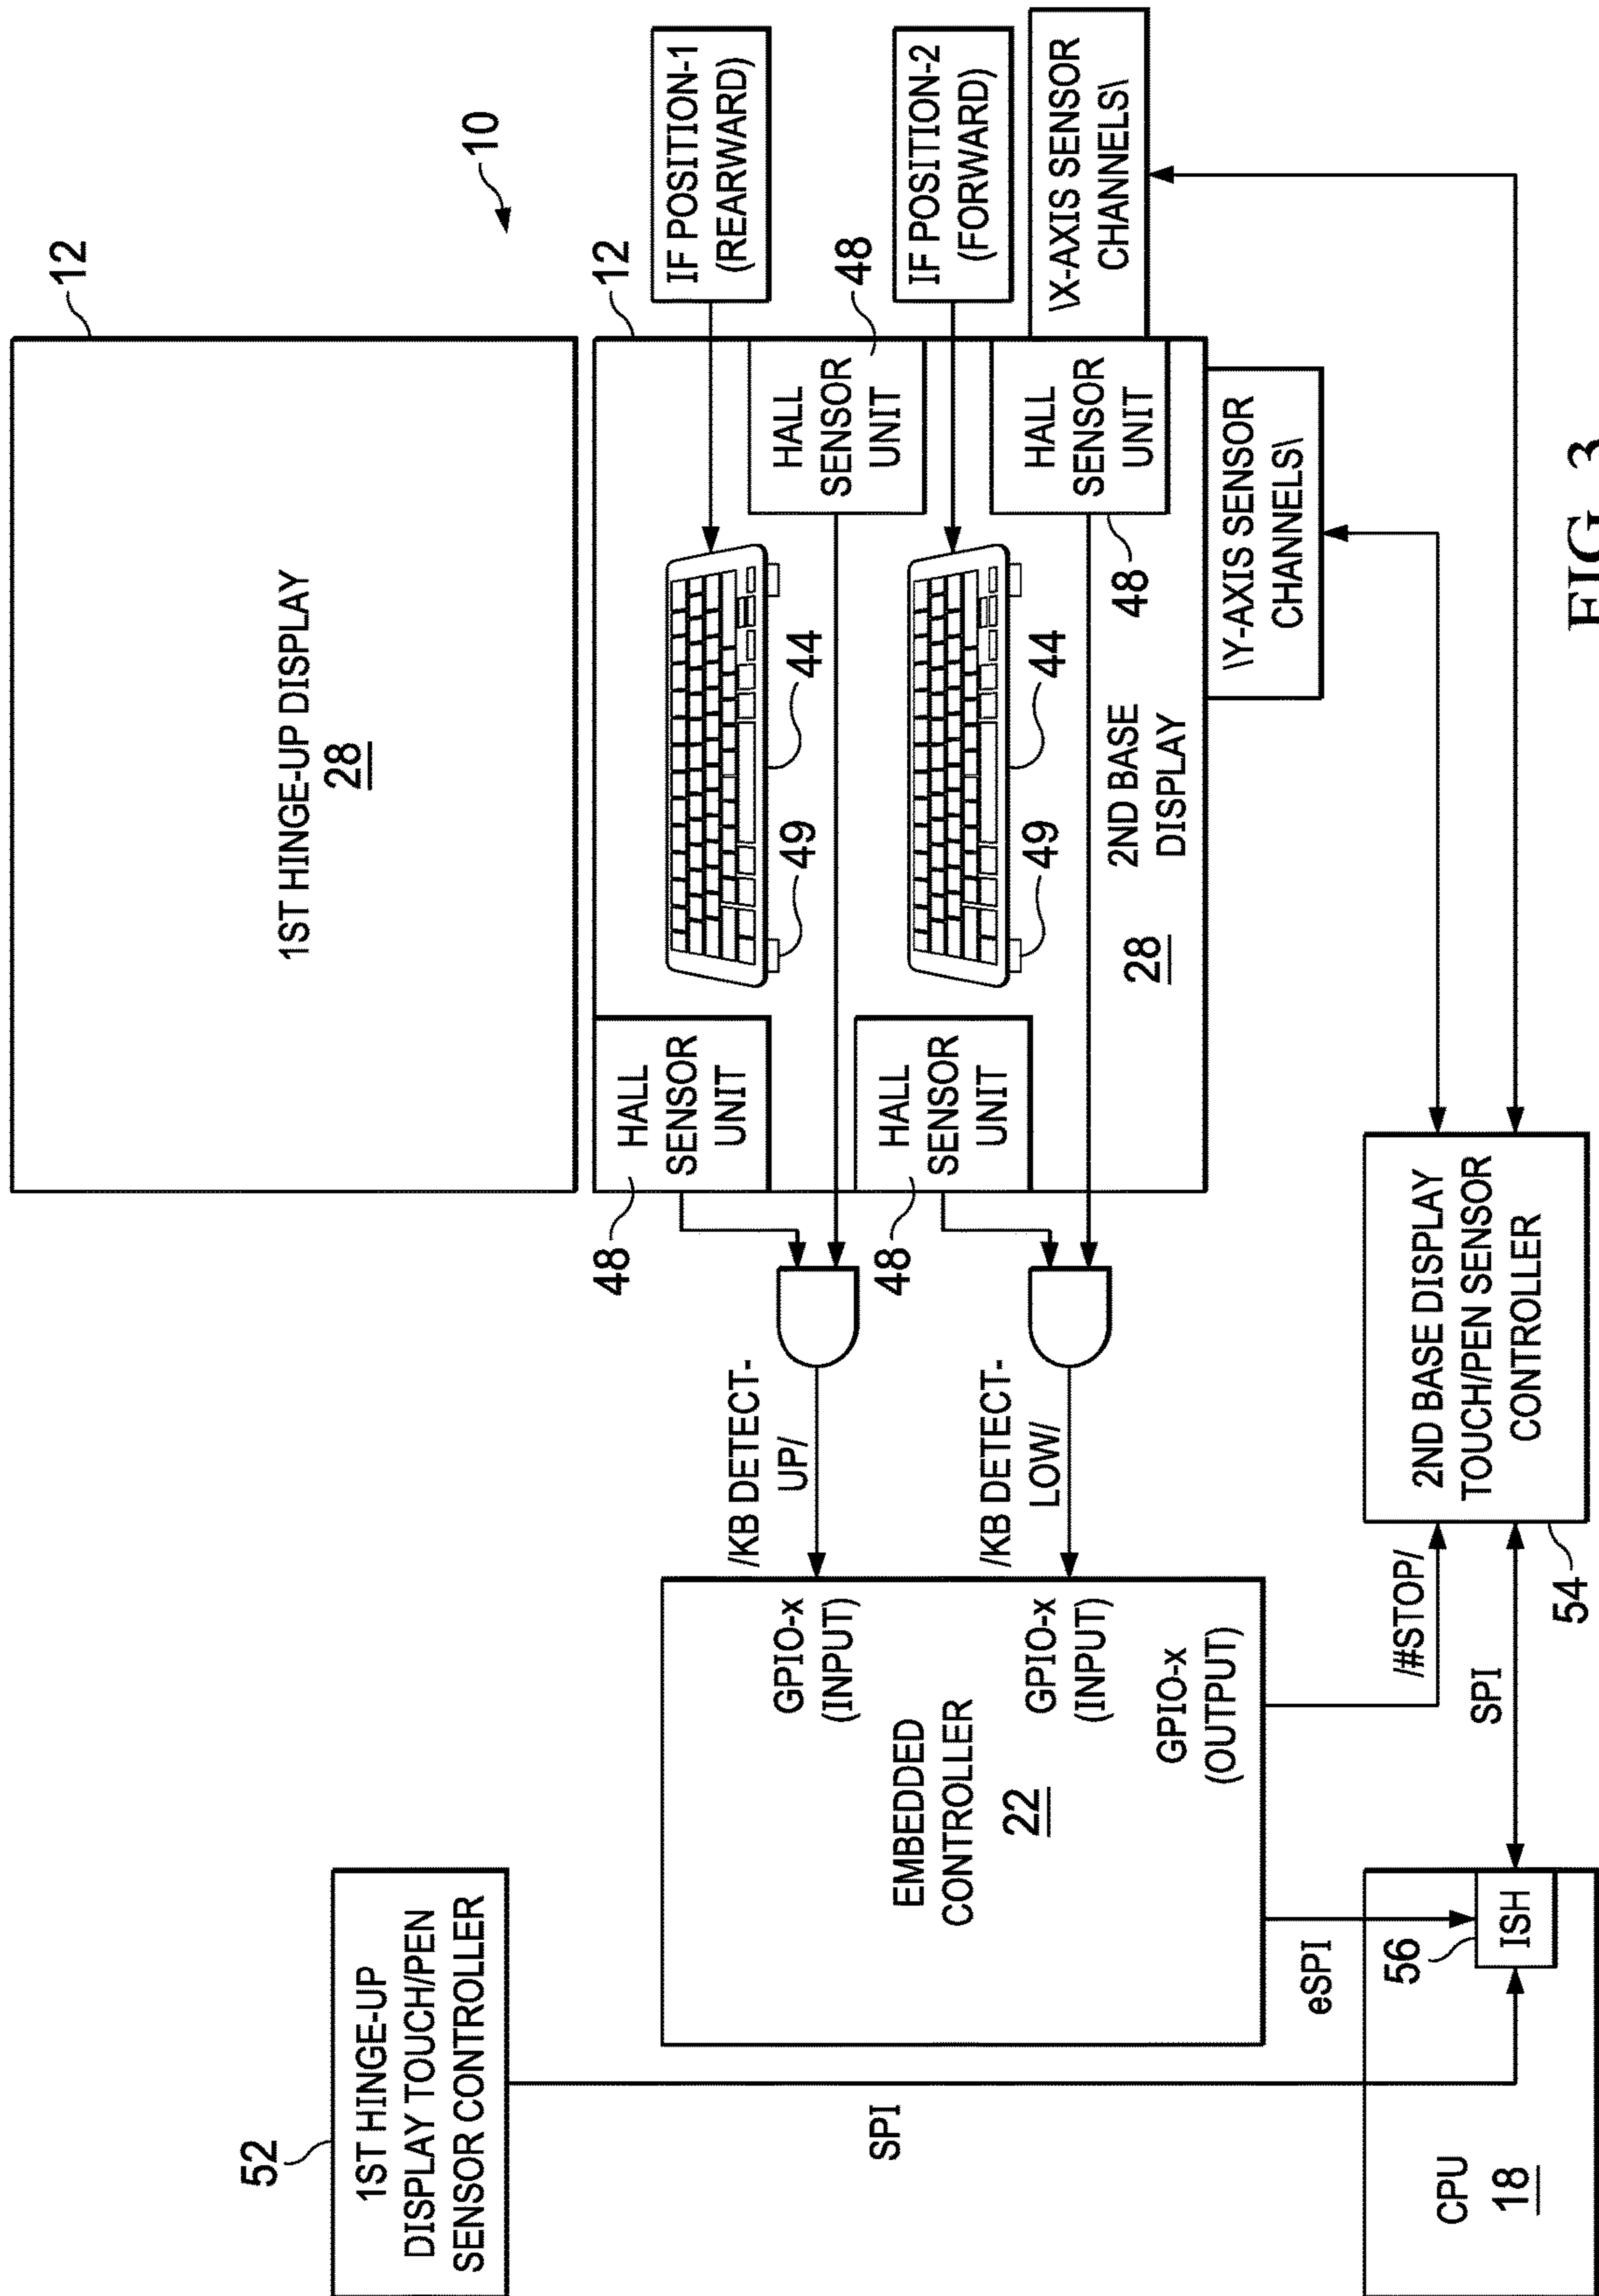 52
1ST HINGE-UP
DISPLAY TOUCH/PEN
SENSOR CONTROLLER
12
1ST HINGE-UP DISPLAY
28
10
SPI
EMBEDDED
CONTROLLER
22
GPIO-x
(INPUT)
GPIO-x
(INPUT)
GPIO-x
(OUTPUT)
/KB DETECT-
UP/
/KB DETECT-
LOW/
48
HALL
SENSOR
UNIT
48
HALL
SENSOR
UNIT
49
44
49
44
12
HALL
SENSOR
UNIT
48
HALL
SENSOR
UNIT
48
2ND BASE
DISPLAY
28
IF POSITION-1
(REARWARD)
IF POSITION-2
(FORWARD)
\X-AXIS SENSOR
CHANNELS\
\Y-AXIS SENSOR
CHANNELS\
eSPI
CPU
18
56
ISH
/#STOP/
SPI
2ND BASE DISPLAY
TOUCH/PEN SENSOR
CONTROLLER
54
FIG. 3